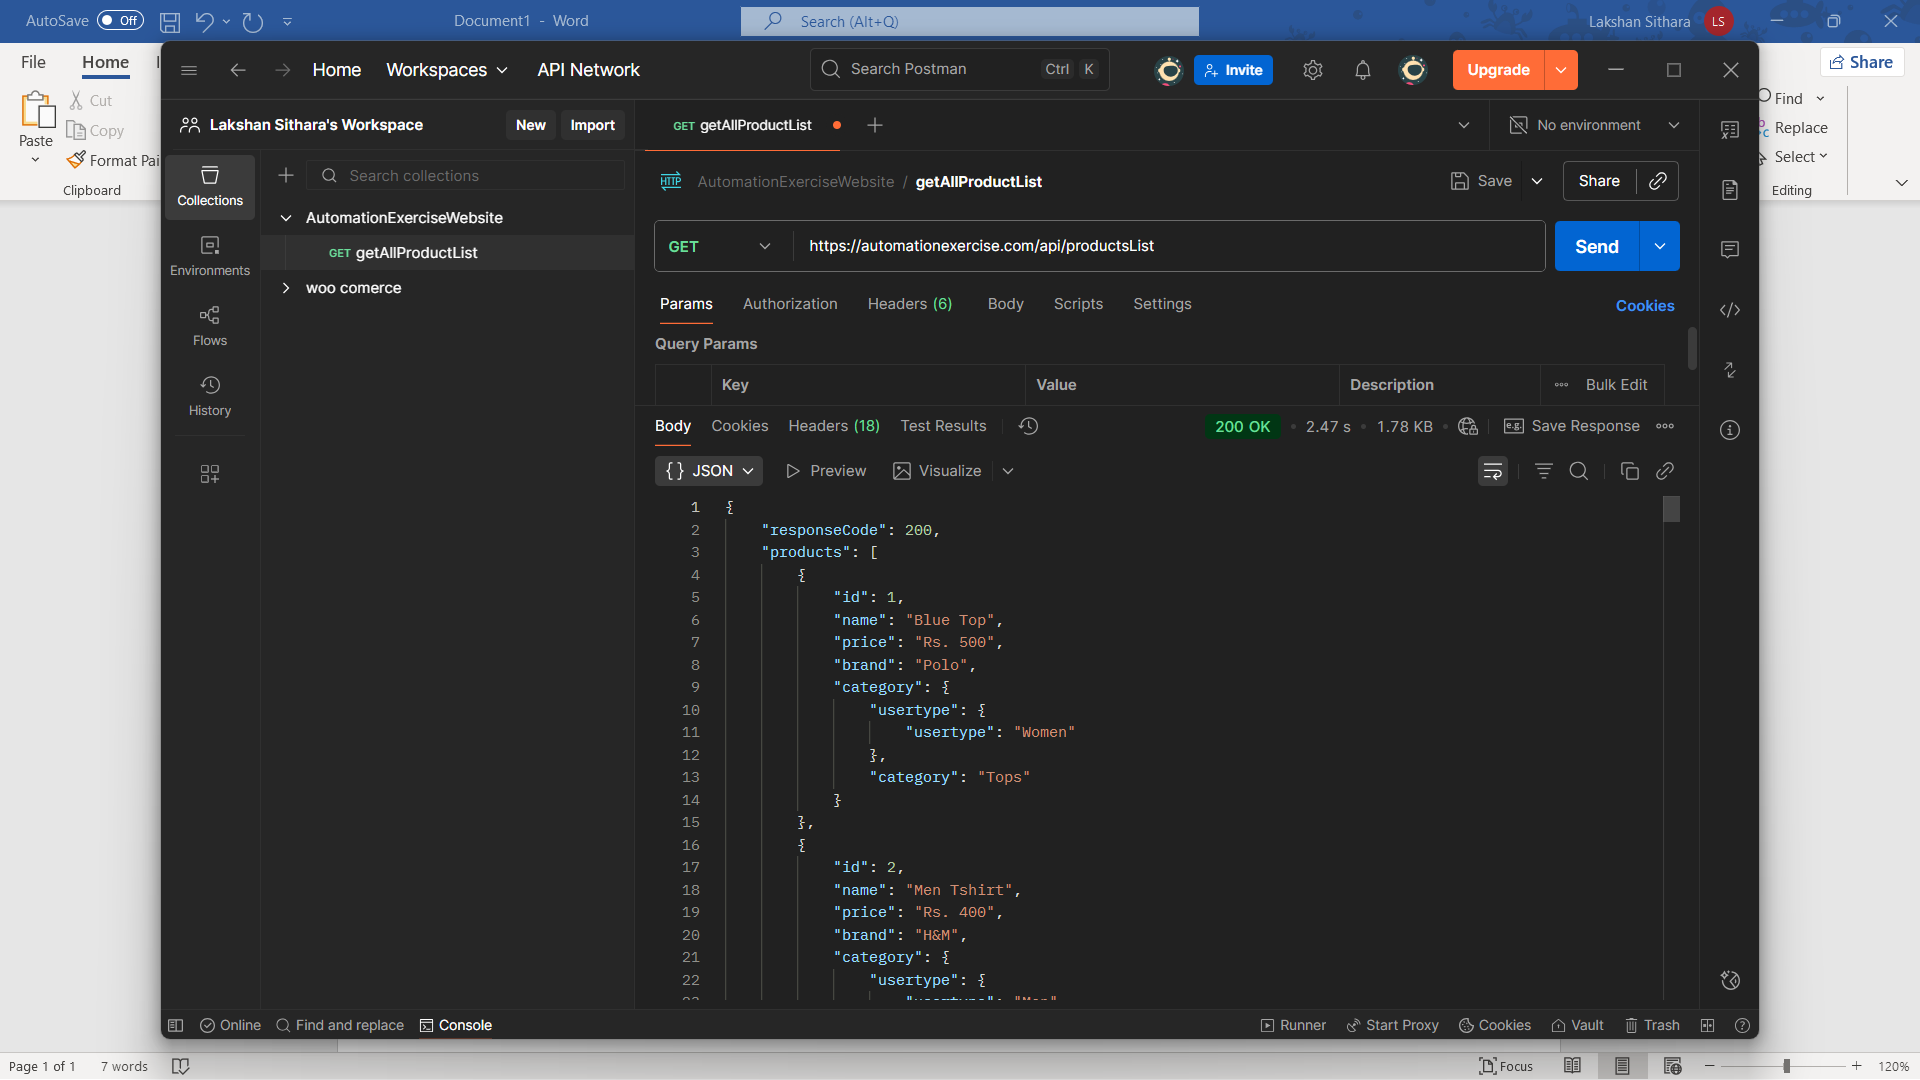 AutoSave Off Document1 - Word Search (Alt+Q) Lakshan Sithara LS
File Home Share
Paste Cut Copy Format Pai
Clipboard
Find
Replace
Select
Editing
Home Workspaces API Network Search Postman Ctrl K Invite Upgrade
Lakshan Sithara's Workspace New Import
GET getAllProductList No environment
Collections
Environments
Flows
History
Search collections
AutomationExerciseWebsite
GET getAllProductList
woo comerce
HTTP AutomationExerciseWebsite / getAllProductList Save Share
GET https://automationexercise.com/api/productsList Send
Params Authorization Headers (6) Body Scripts Settings Cookies
Query Params
Key Value Description Bulk Edit
Body Cookies Headers (18) Test Results 200 OK 2.47 s 1.78 KB e.g. Save Response
{} JSON Preview Visualize
1 {
2 "responseCode": 200,
3 "products": [
4 {
5 "id": 1,
6 "name": "Blue Top",
7 "price": "Rs. 500",
8 "brand": "Polo",
9 "category": {
10 "usertype": {
11 "usertype": "Women"
12 },
13 "category": "Tops"
14 }
15 },
16 {
17 "id": 2,
18 "name": "Men Tshirt",
19 "price": "Rs. 400",
20 "brand": "H&M",
21 "category": {
22 "usertype": {
23 "usertype": "Men"
Online Find and replace Console Runner Start Proxy Cookies Vault Trash
Page 1 of 1 7 words Focus 120%